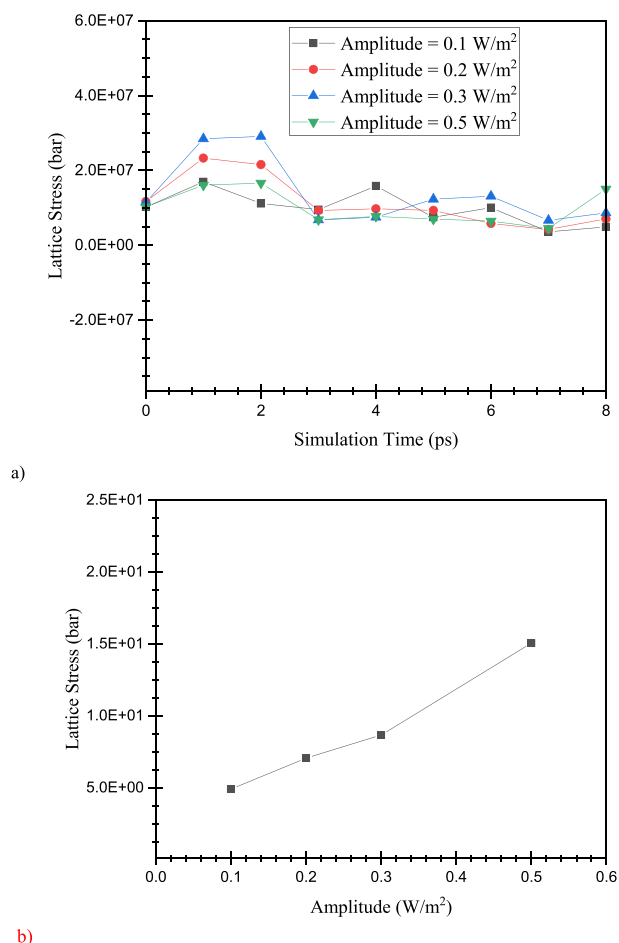 6.0E+07
4.0E+07
2.0E+07
0.0E+00
-2.0E+07
Lattice Stress (bar)
Amplitude = 0.1 W/m²
Amplitude = 0.2 W/m²
Amplitude = 0.3 W/m²
Amplitude = 0.5 W/m²
0 2 4 6 8
Simulation Time (ps)
a)
2.5E+01
2.0E+01
1.5E+01
1.0E+01
5.0E+00
Lattice Stress (bar)
0.0 0.1 0.2 0.3 0.4 0.5 0.6
Amplitude (W/m²)
b)